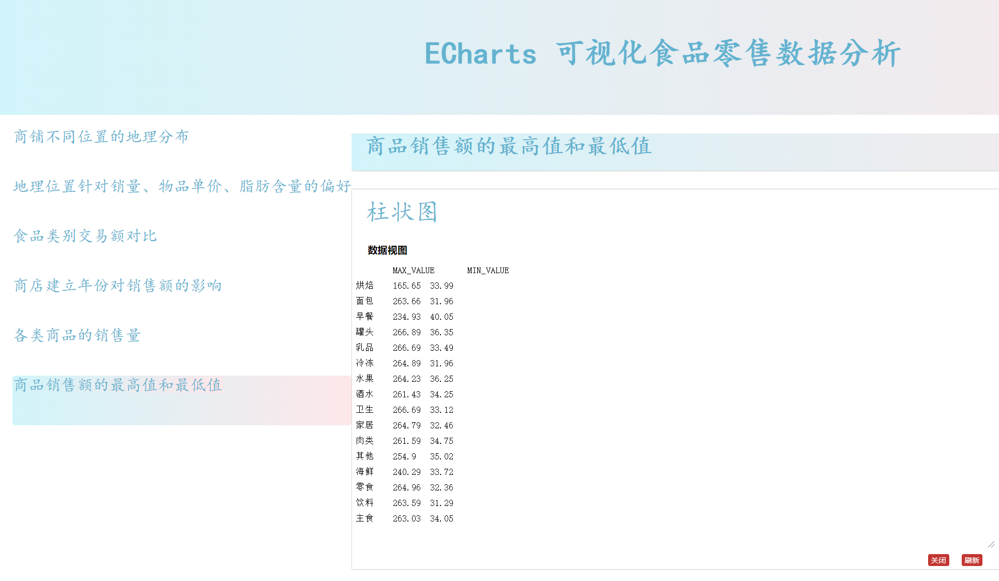 ECharts 可视化食品零售数据分析
商铺不同位置的地理分布
地理位置针对销量、物品单价、脂肪含量的偏好
食品类别交易额对比
商店建立年份对销售额的影响
各类商品的销售量
商品销售额的最高值和最低值
商品销售额的最高值和最低值
柱状图
数据视图
MAX_VALUE MIN_VALUE
烘焙 165.65 33.99
面包 263.66 31.96
早餐 234.93 40.05
罐头 266.89 36.35
乳品 266.69 33.49
冷冻 264.89 31.96
水果 264.23 36.25
酒水 261.43 34.25
卫生 266.69 33.12
家居 264.79 32.46
肉类 261.59 34.75
其他 254.9 35.02
海鲜 240.29 33.72
零食 264.96 32.36
饮料 263.59 31.29
主食 263.03 34.05
关闭 刷新